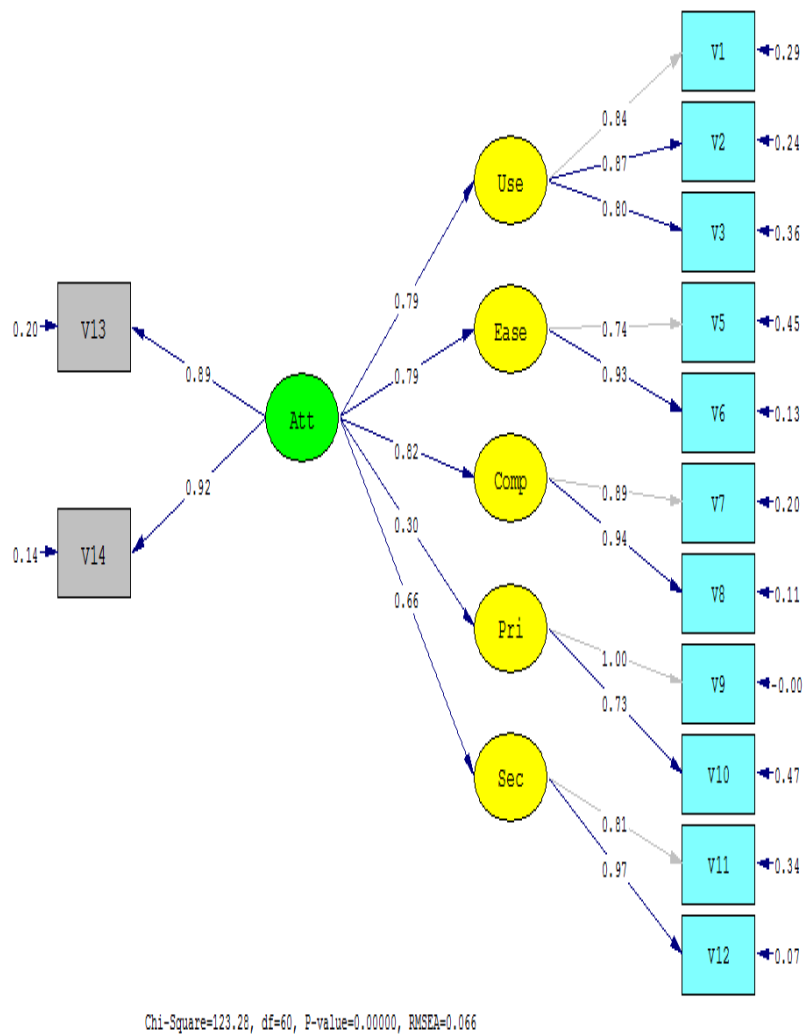 V1
0.29
0.84
V2
0.24
0.87
Use
0.80
V3
0.36
0.79
V5
0.45
0.20
V13
Ease
0.74
0.89
0.79
0.93
V6
0.13
Att
0.82
Comp
0.89
V7
0.20
0.92
0.30
0.94
0.14
V14
V8
0.11
0.66
Pri
1.00
V9
-0.00
0.73
Sec
V10
0.47
0.81
V11
0.34
0.97
V12
0.07
Chi-Square=123.28, df=60, P-value=0.00000, RMSEA=0.066